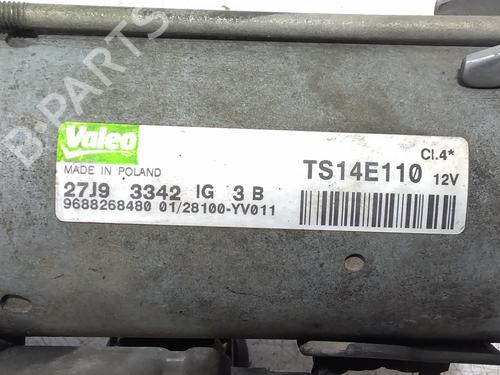 Valeo
MADE IN POLAND
TS14E110
Cl.4*
12V
27J9 3342 IG 3 B
9688268480 01/28100-YV011
B-PARTS